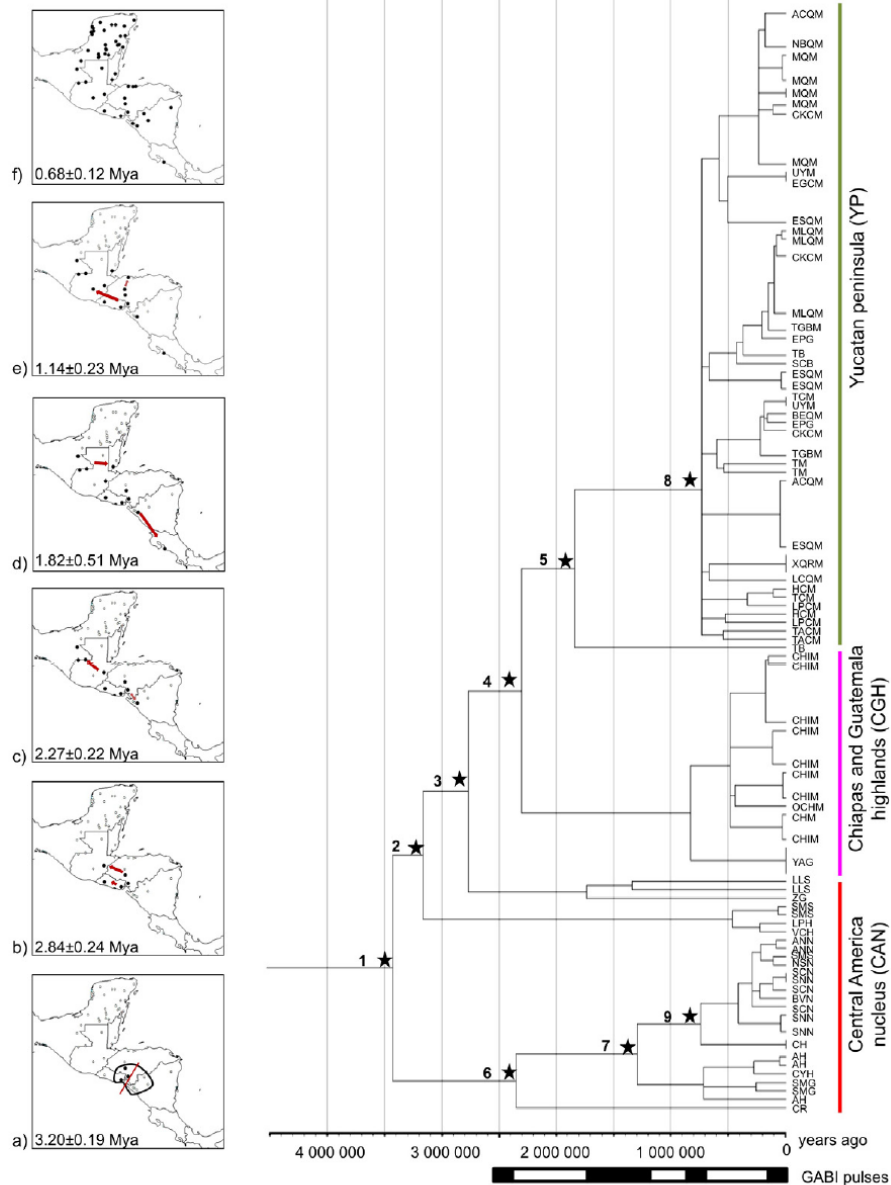 f)
0.68±0.12 Mya
e)
1.14±0.23 Mya
d)
1.82±0.51 Mya
c)
2.27±0.22 Mya
b)
2.84±0.24 Mya
a)
3.20±0.19 Mya
1
2
3
4
5
6
7
8
9
ACQM
NBQM
MQM
MQM
MQM
MQM
CKCM
MQM
UYM
EGCM
ESQM
MLQM
MLQM
CKCM
MLQM
TGBM
EPG
TB
SCB
ESQM
ESQM
TCM
UYM
BEQM
EPG
CKCM
TGBM
TM
TM
ACQM
ESQM
XQRM
LCQM
HCM
TCM
LPCM
HCM
LPCM
TACM
TACM
TB
CHIM
CHIM
CHIM
CHIM
CHIM
CHIM
CHIM
OCHM
CHM
CHIM
YAG
LLS
LLS
ZG
SMS
SMS
LPH
VCH
ANN
ANN
SMS
NSN
SCN
SNN
SCN
BVN
SCN
SNN
SNN
CH
AH
AH
CYH
SMG
SMG
AH
CR
Yucatan peninsula (YP)
Chiapas and Guatemala
highlands (CGH)
Central America
nucleus (CAN)
4 000 000
3 000 000
2 000 000
1 000 000
0
years ago
GABI pulses